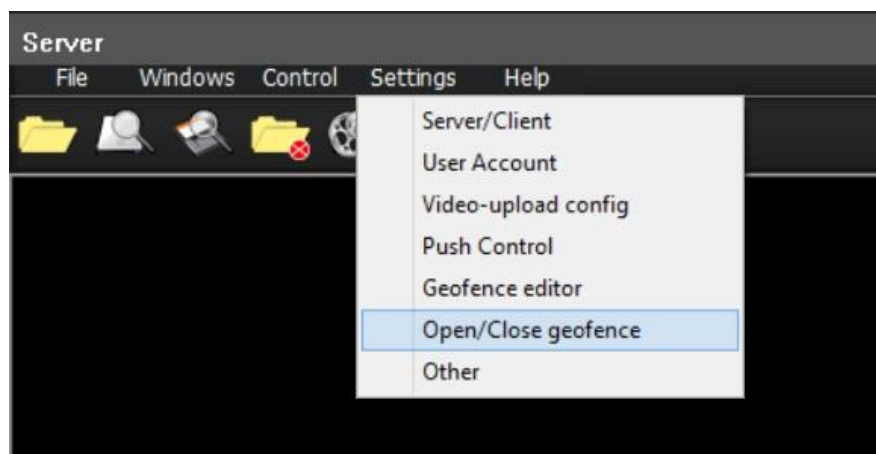 Server
File Windows Control Settings Help
Server/Client
User Account
Video-upload config
Push Control
Geofence editor
Open/Close geofence
Other